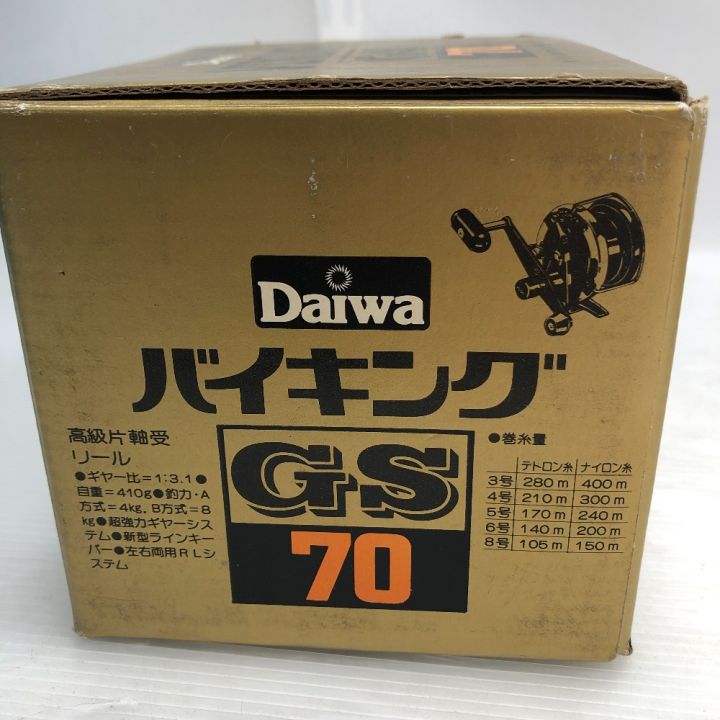 Daiwa
バイキング
GS
70
高級片軸受
リール
●ギヤー比=1:3.1●
自重=410g●釣力・A
方式=4kg,B方式=8
kg●超強力ギヤーシス
テム●新型ラインキー
パー●左右両用RLシ
ステム
●巻糸量
テトロン糸 ナイロン糸
3号 280m 400m
4号 210m 300m
5号 170m 240m
6号 140m 200m
8号 105m 150m